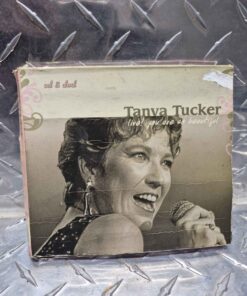 cd & dvd
Tanya Tucker
live! you are so beautiful